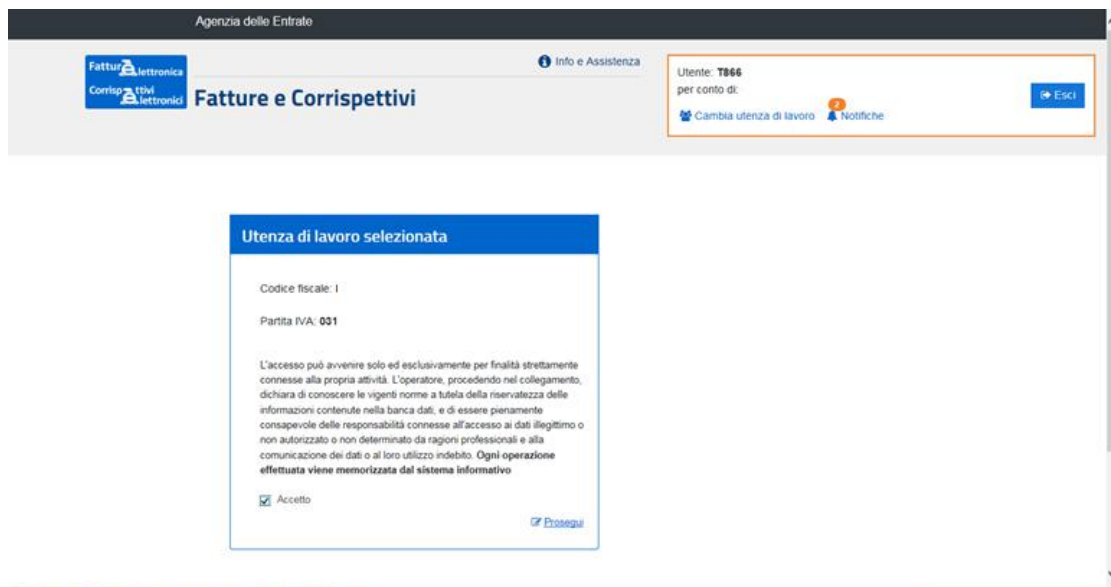 Agenzia delle Entrate
FatturAElettronica
CorrispettiviElettronici
Fatture e Corrispettivi
Info e Assistenza
Utente: T866
per conto di:
Cambia utenza di lavoro
2
Notifiche
Esci
Utenza di lavoro selezionata
Codice fiscale: I
Partita IVA: 031
L'accesso può avvenire solo ed esclusivamente per finalità strettamente
connesse alla propria attività. L'operatore, procedendo nel collegamento,
dichiara di conoscere le vigenti norme a tutela della riservatezza delle
informazioni contenute nella banca dati, e di essere pienamente
consapevole delle responsabilità connesse all'accesso ai dati illegittimo o
non autorizzato o non determinato da ragioni professionali e alla
comunicazione dei dati o al loro utilizzo indebito. Ogni operazione
effettuata viene memorizzata dal sistema informativo
Accetto
Prosegui